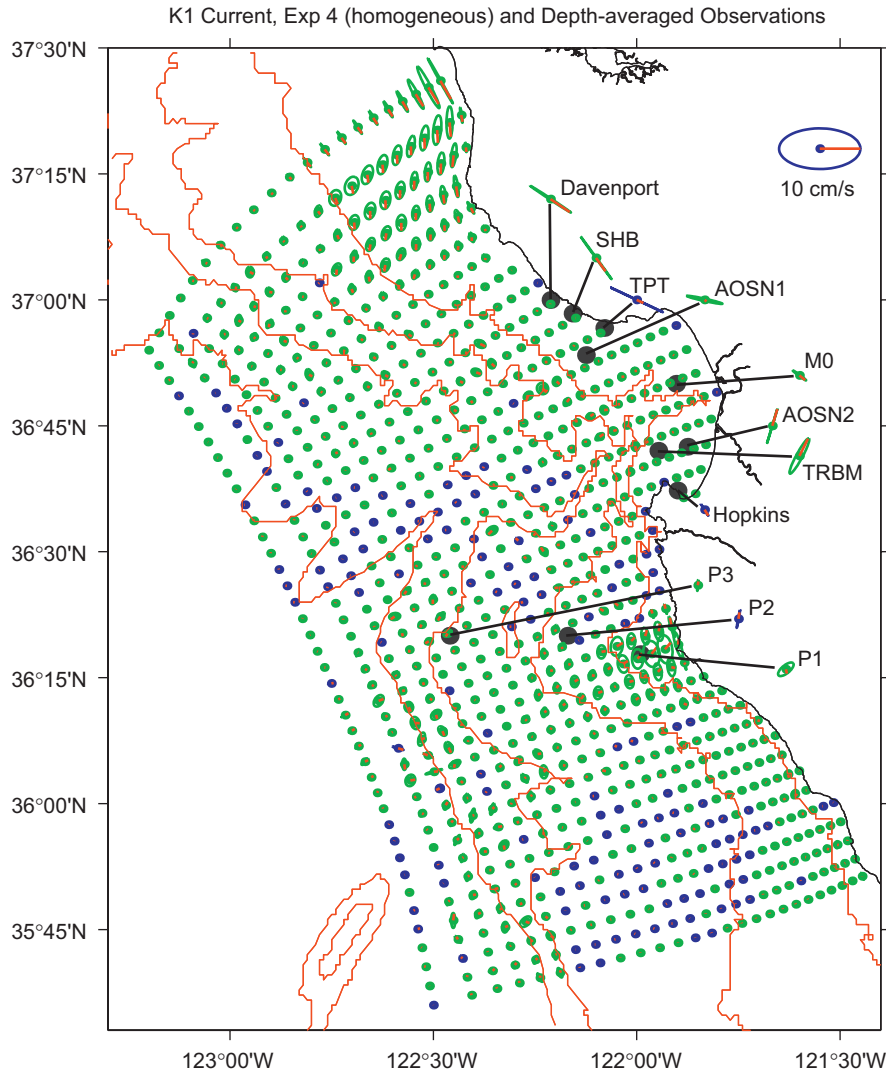 K1 Current, Exp 4 (homogeneous) and Depth-averaged Observations
37°30'N
37°15'N
10 cm/s
Davenport
SHB
TPT
AOSN1
37°00'N
M0
AOSN2
36°45'N
TRBM
Hopkins
36°30'N
P3
P2
P1
36°15'N
36°00'N
35°45'N
123°00'W
122°30'W
122°00'W
121°30'W